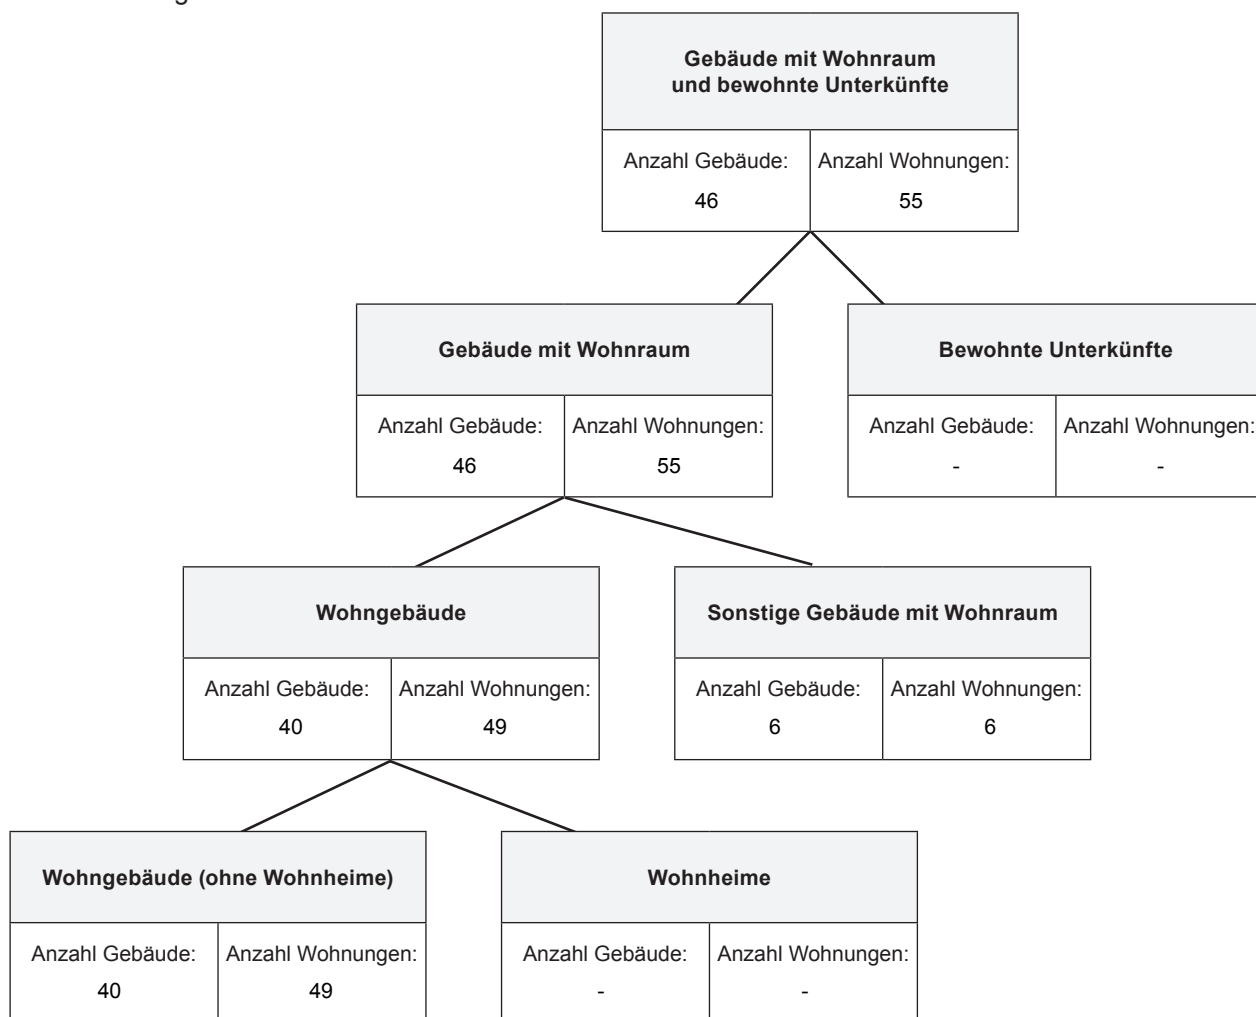 Gebäude mit Wohnraum
und bewohnte Unterkünfte
Anzahl Gebäude: Anzahl Wohnungen:
46 55
Gebäude mit Wohnraum
Anzahl Gebäude: Anzahl Wohnungen:
46 55
Bewohnte Unterkünfte
Anzahl Gebäude: Anzahl Wohnungen:
- -
Wohngebäude
Anzahl Gebäude: Anzahl Wohnungen:
40 49
Sonstige Gebäude mit Wohnraum
Anzahl Gebäude: Anzahl Wohnungen:
6 6
Wohngebäude (ohne Wohnheime)
Anzahl Gebäude: Anzahl Wohnungen:
40 49
Wohnheime
Anzahl Gebäude: Anzahl Wohnungen:
- -